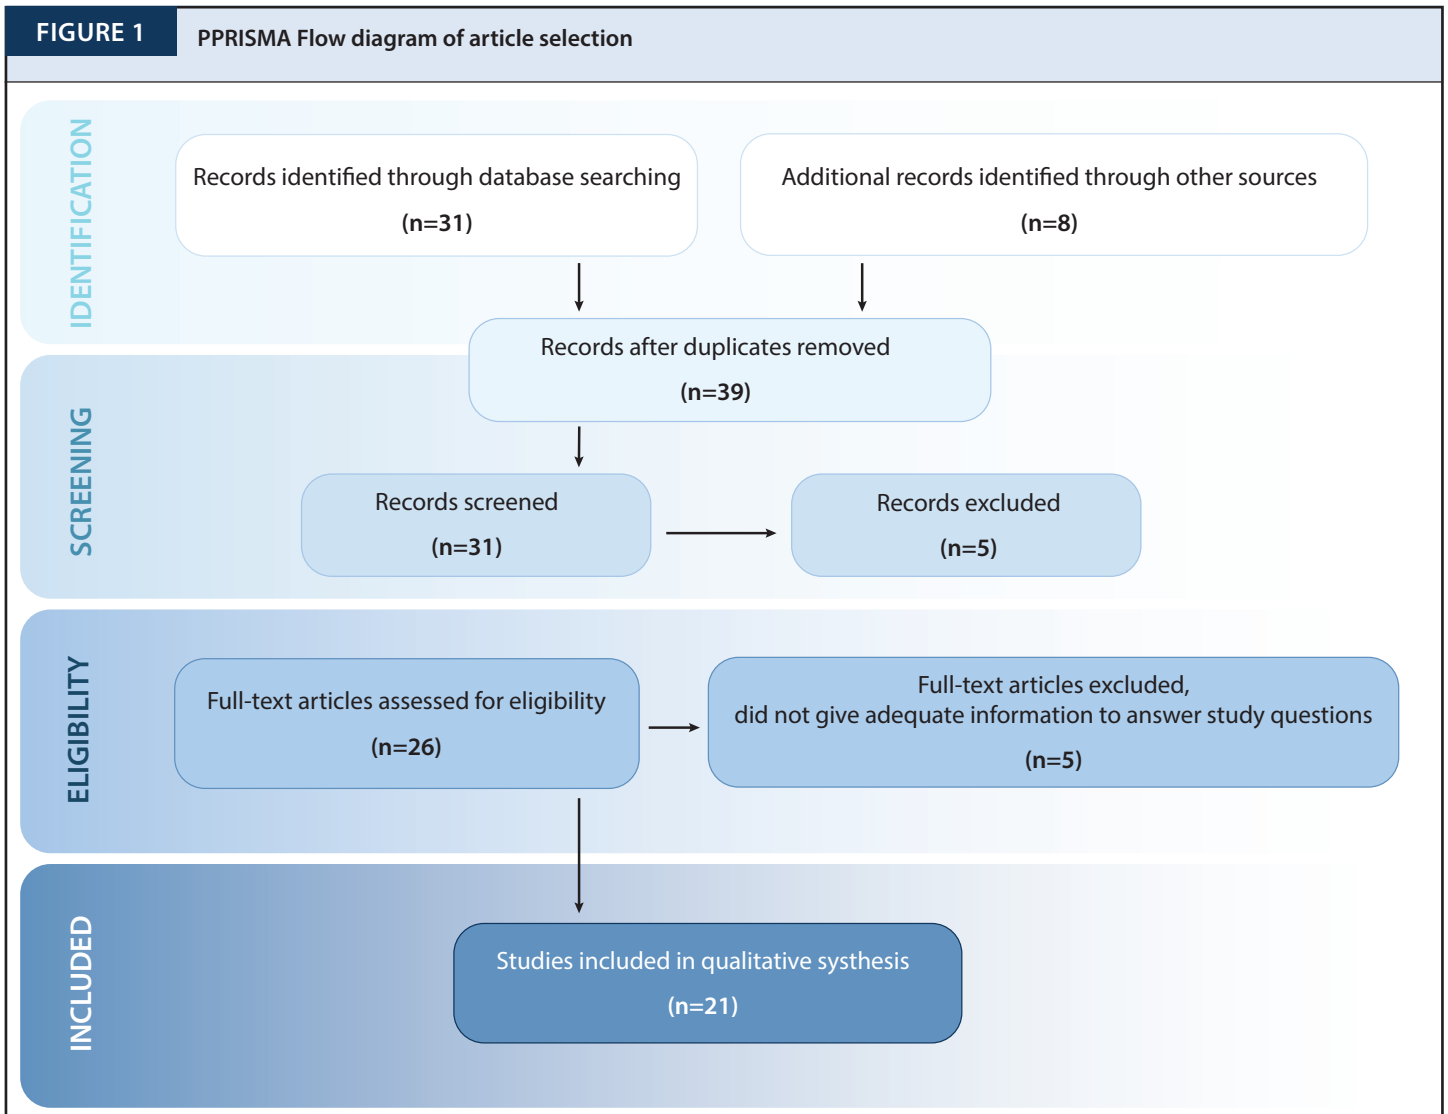 FIGURE 1
PPRISMA Flow diagram of article selection
IDENTIFICATION
Records identified through database searching
(n=31)
Additional records identified through other sources
(n=8)
Records after duplicates removed
(n=39)
SCREENING
Records screened
(n=31)
Records excluded
(n=5)
ELIGIBILITY
Full-text articles assessed for eligibility
(n=26)
Full-text articles excluded,
did not give adequate information to answer study questions
(n=5)
INCLUDED
Studies included in qualitative systhesis
(n=21)